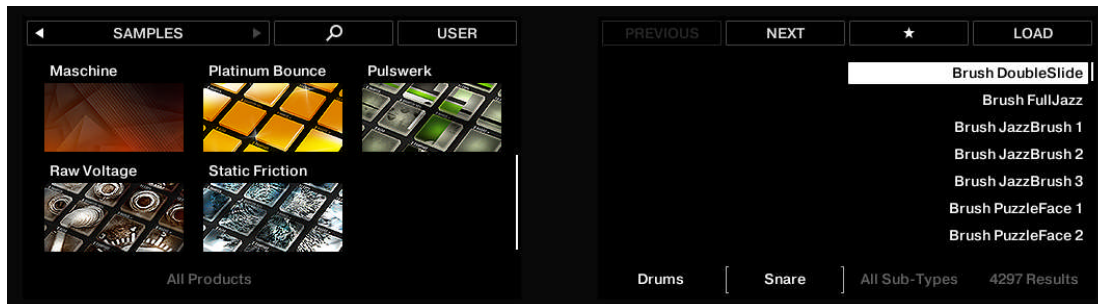 SAMPLES USER
Maschine Platinum Bounce Pulswerk
Raw Voltage Static Friction
All Products
PREVIOUS NEXT ★ LOAD
Brush DoubleSlide
Brush FullJazz
Brush JazzBrush 1
Brush JazzBrush 2
Brush JazzBrush 3
Brush PuzzleFace 1
Brush PuzzleFace 2
Drums Snare All Sub-Types 4297 Results